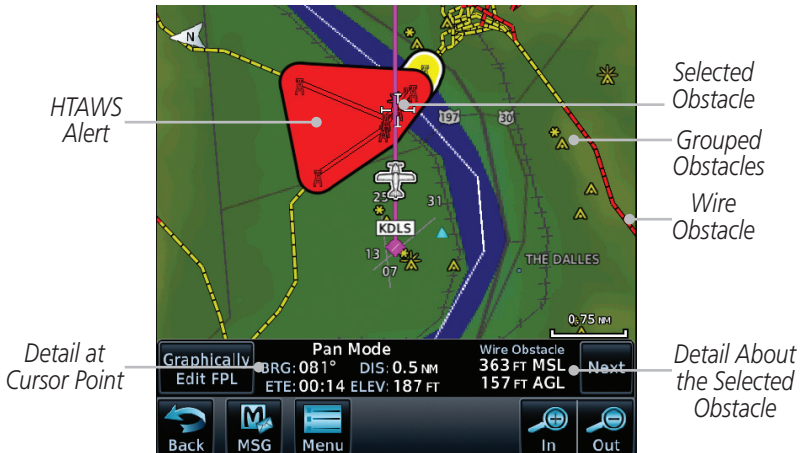 N
HTAWS
Alert
Selected
Obstacle
Grouped
Obstacles
Wire
Obstacle
197
30
25
31
KDLS
13
07
THE DALLES
0.75 NM
Detail at
Cursor Point
Graphically
Edit FPL
Pan Mode
BRG: 081° DIS: 0.5 NM
ETE: 00:14 ELEV: 187 FT
Wire Obstacle
363 FT MSL
157 FT AGL
Next
Detail About
the Selected
Obstacle
Back
MSG
Menu
In
Out